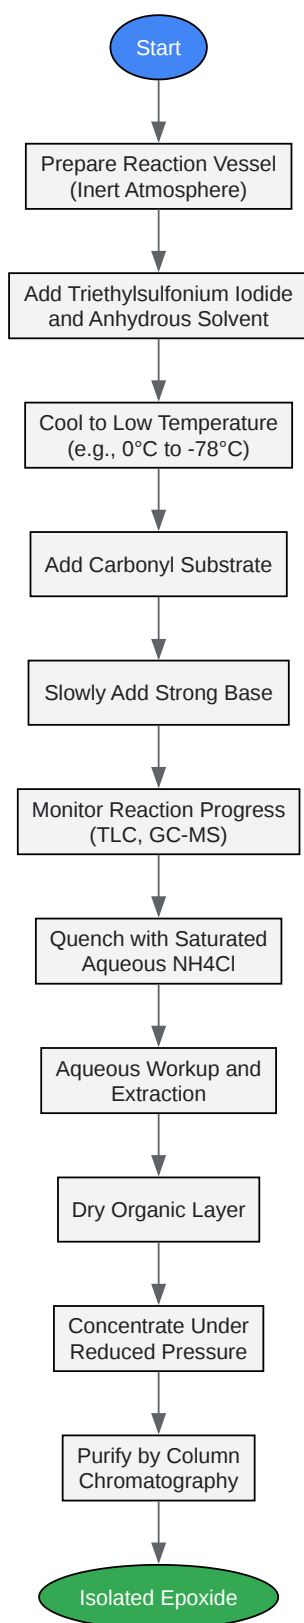 Start
Prepare Reaction Vessel
(Inert Atmosphere)
Add Triethylsulfonium Iodide
and Anhydrous Solvent
Cool to Low Temperature
(e.g., 0°C to -78°C)
Add Carbonyl Substrate
Slowly Add Strong Base
Monitor Reaction Progress
(TLC, GC-MS)
Quench with Saturated
Aqueous NH4Cl
Aqueous Workup and
Extraction
Dry Organic Layer
Concentrate Under
Reduced Pressure
Purify by Column
Chromatography
Isolated Epoxide